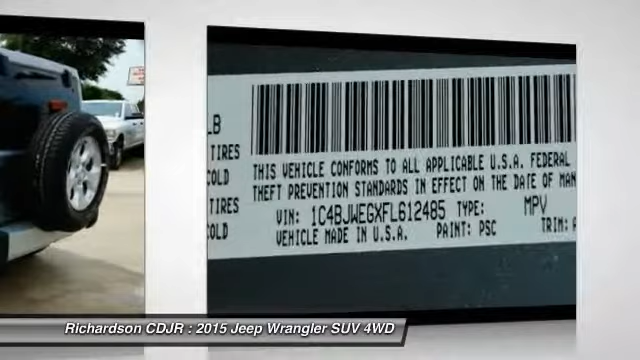 LB
TIRES
COLD
TIRES
COLD
THIS VEHICLE CONFORMS TO ALL APPLICABLE U.S.A. FEDERAL
THEFT PREVENTION STANDARDS IN EFFECT ON THE DATE OF MAN
VIN: 1C4BJWEGXFL612485 TYPE: MPV
VEHICLE MADE IN U.S.A. PAINT: PSC TRIM:
Richardson CDJR : 2015 Jeep Wrangler SUV 4WD